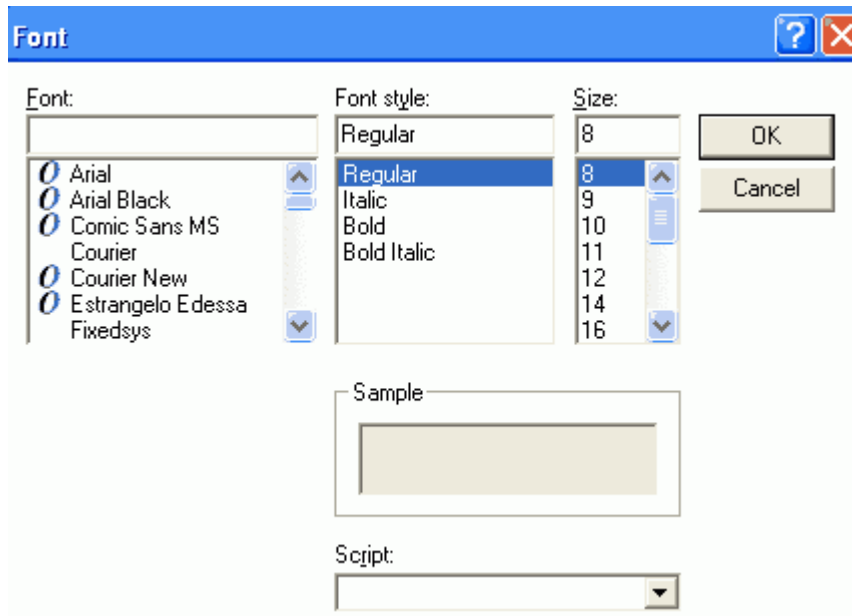 Font
Font: Font style: Size:
Regular 8 OK
Arial Regular 8 Cancel
Arial Black Italic 9
Comic Sans MS Bold 10
Courier Bold Italic 11
Courier New 12
Estrangelo Edessa 14
Fixedsys 16
Sample
Script: